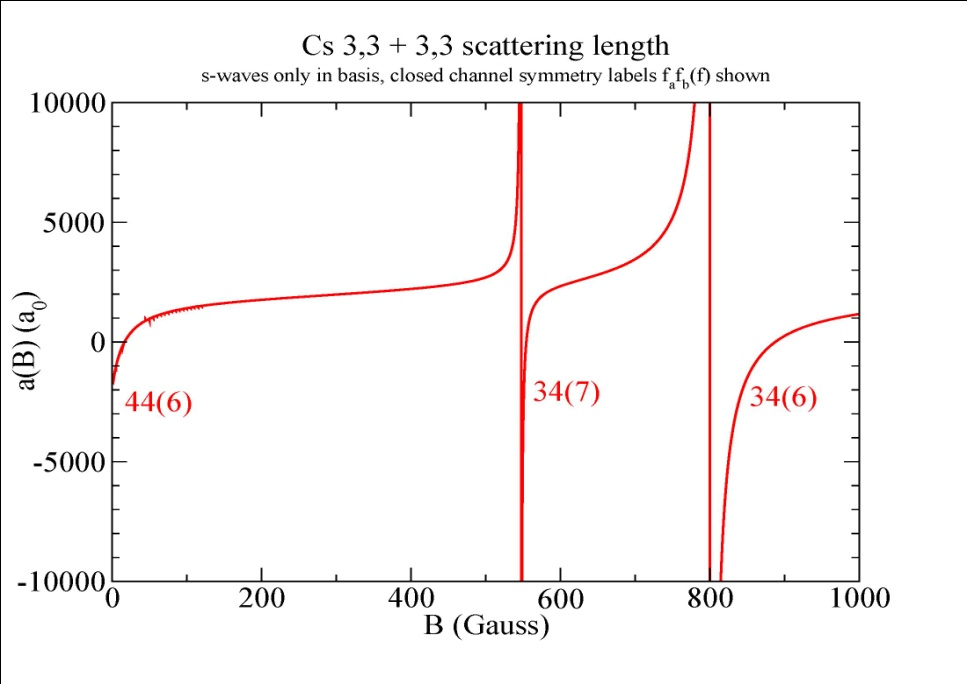 Cs 3,3 + 3,3 scattering length
s-waves only in basis, closed channel symmetry labels fafb(f) shown
10000
5000
0
-5000
-10000
a(B) (a0)
44(6)
34(7)
34(6)
0 200 400 600 800 1000
B (Gauss)